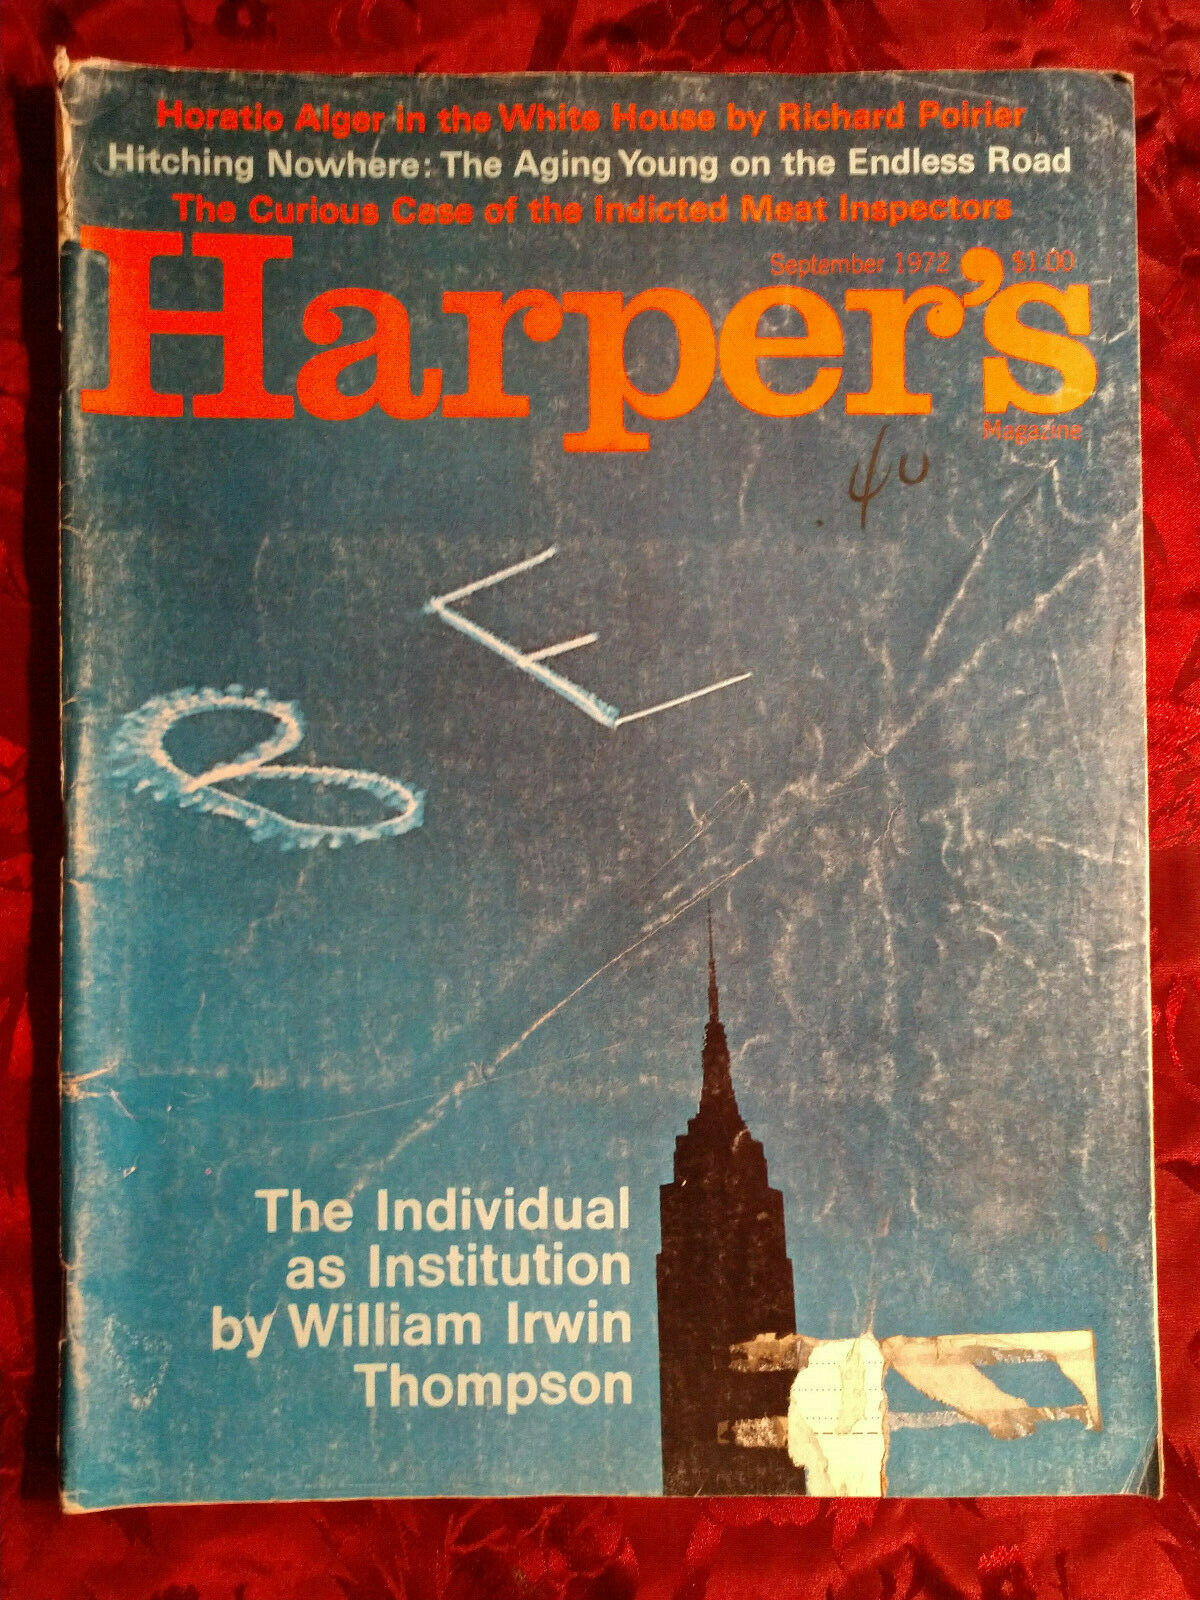 Horatio Alger in the White House by Richard Poirier
Hitching Nowhere: The Aging Young on the Endless Road
The Curious Case of the Indicted Meat Inspectors
September 1972 $1.00
Harper's
Magazine
.40
BE
The Individual
as Institution
by William Irwin
Thompson